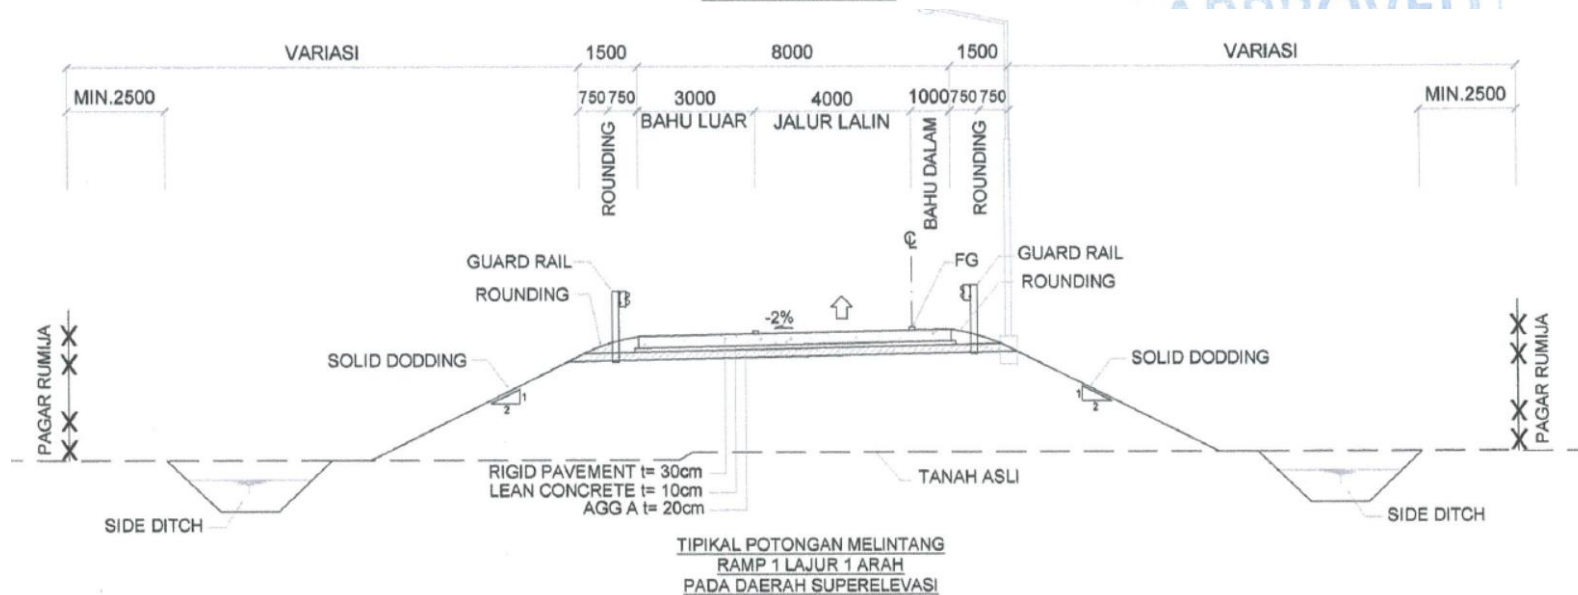 APPROVED
VARIASI 1500 8000 1500 VARIASI
MIN.2500 750 750 3000 4000 1000 750 750 MIN.2500
BAHU LUAR JALUR LALIN
ROUNDING
BAHU DALAM
ROUNDING
GUARD RAIL
ROUNDING
-2%
FG
GUARD RAIL
ROUNDING
PAGAR RUMIJA
SOLID DODDING
1
2
SOLID DODDING
1
2
PAGAR RUMIJA
RIGID PAVEMENT t= 30cm
LEAN CONCRETE t= 10cm
AGG A t= 20cm
TANAH ASLI
SIDE DITCH
SIDE DITCH
TIPIKAL POTONGAN MELINTANG
RAMP 1 LAJUR 1 ARAH
PADA DAERAH SUPERELEVASI